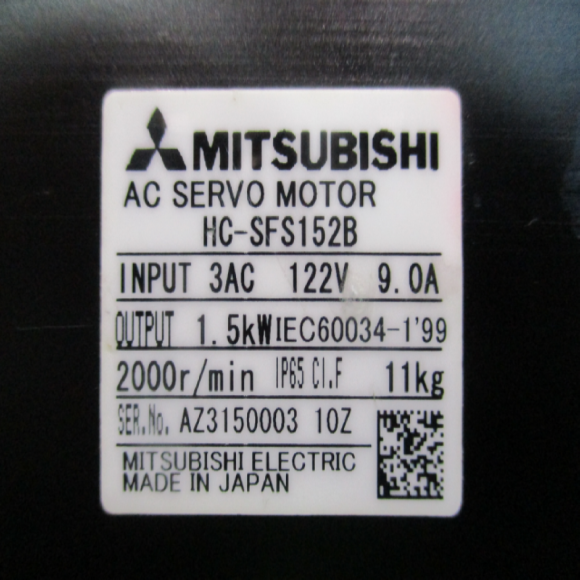 MITSUBISHI
AC SERVO MOTOR
HC-SFS152B
INPUT 3AC 122V 9.0A
OUTPUT 1.5kW IEC60034-1'99
2000r/min IP65 CI.F 11kg
SER.No. AZ3150003 10Z
MITSUBISHI ELECTRIC
MADE IN JAPAN